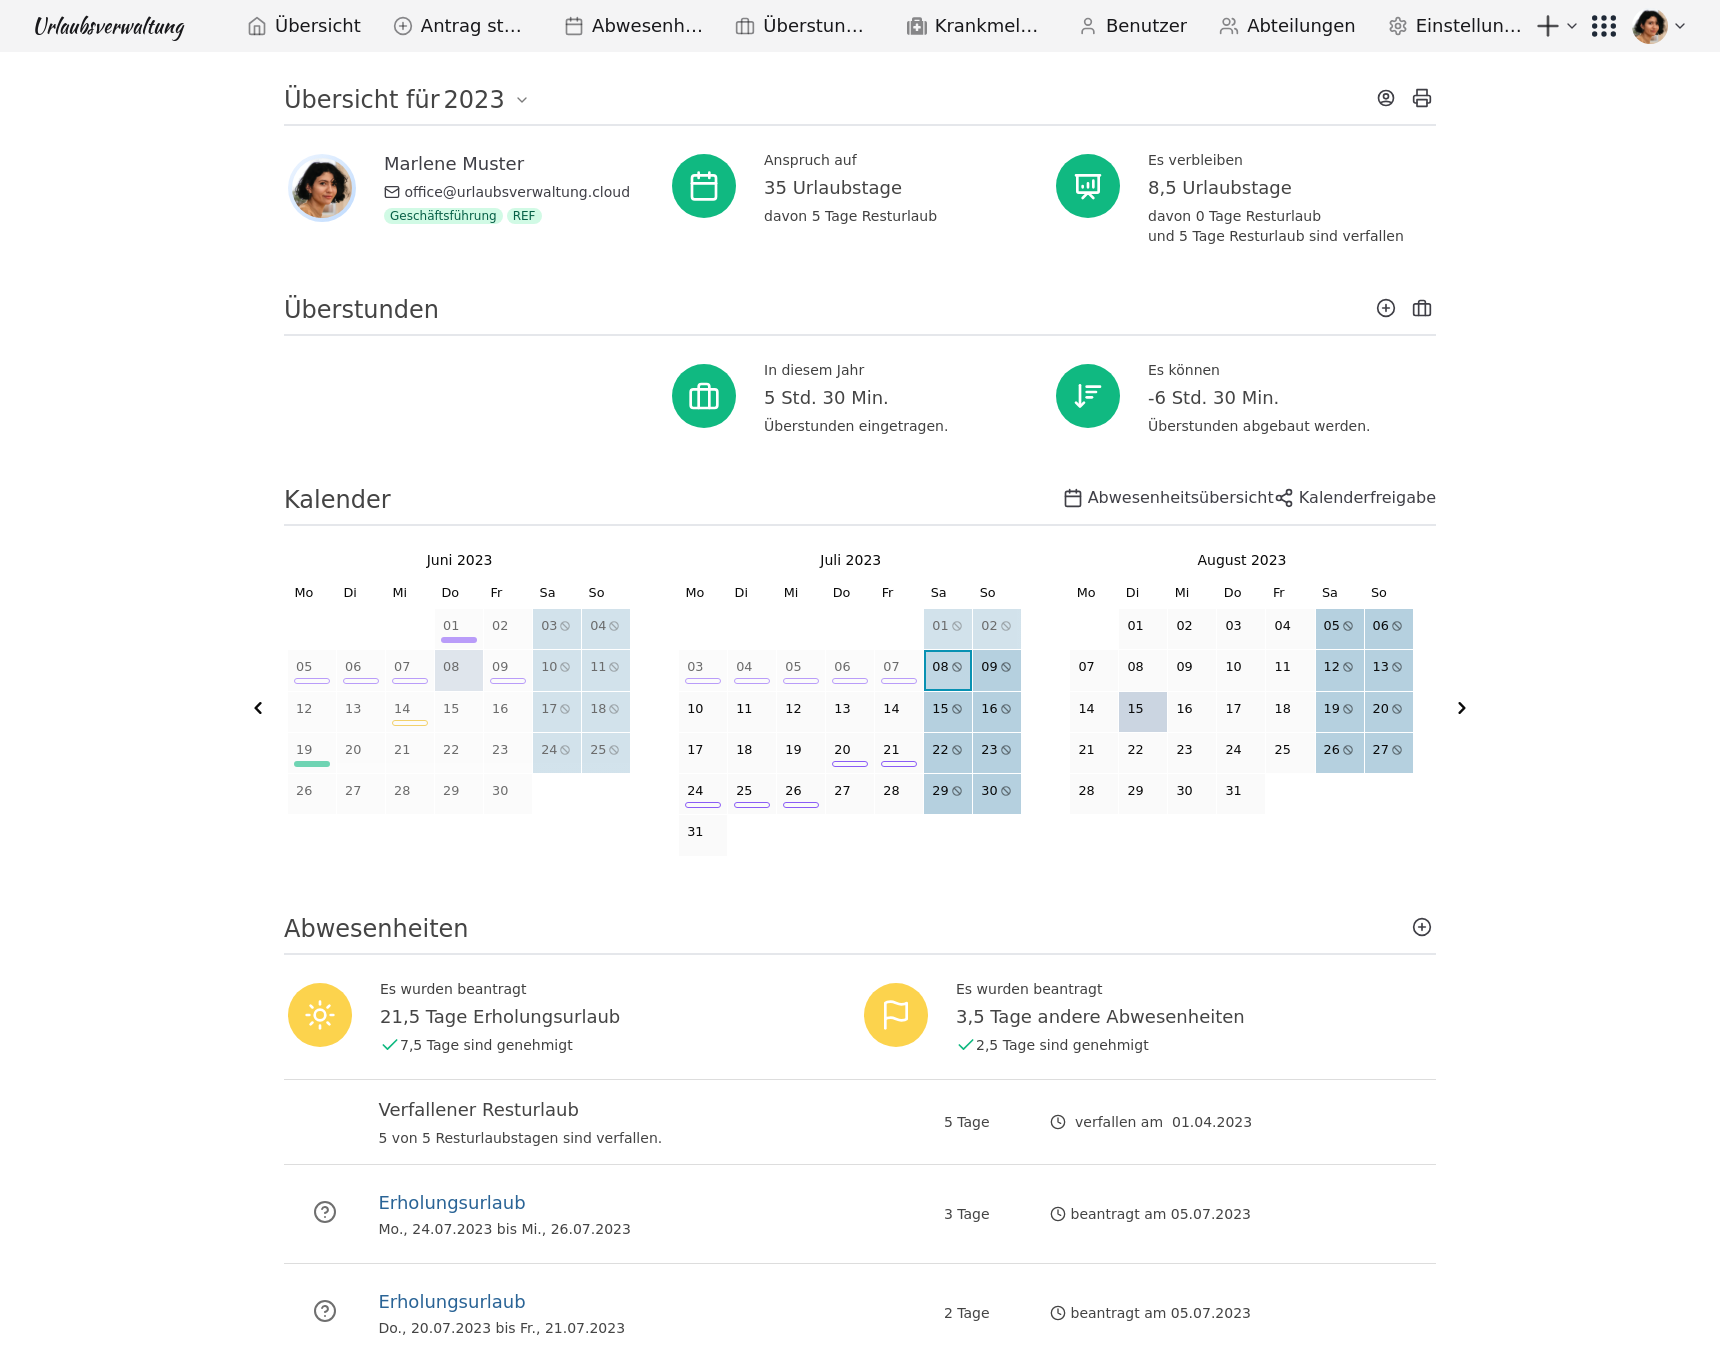 Urlaubsverwaltung
Übersicht Antrag st… Abwesenh… Überstun… Krankmel… Benutzer Abteilungen Einstellun…
Übersicht für 2023
Marlene Muster
office@urlaubsverwaltung.cloud
Geschäftsführung REF
Anspruch auf
35 Urlaubstage
davon 5 Tage Resturlaub
Es verbleiben
8,5 Urlaubstage
davon 0 Tage Resturlaub
und 5 Tage Resturlaub sind verfallen
Überstunden
In diesem Jahr
5 Std. 30 Min.
Überstunden eingetragen.
Es können
-6 Std. 30 Min.
Überstunden abgebaut werden.
Kalender
Abwesenheitsübersicht Kalenderfreigabe
Juni 2023
Mo Di Mi Do Fr Sa So
01 02 03 04
05 06 07 08 09 10 11
12 13 14 15 16 17 18
19 20 21 22 23 24 25
26 27 28 29 30
Juli 2023
Mo Di Mi Do Fr Sa So
01 02
03 04 05 06 07 08 09
10 11 12 13 14 15 16
17 18 19 20 21 22 23
24 25 26 27 28 29 30
31
August 2023
Mo Di Mi Do Fr Sa So
01 02 03 04 05 06
07 08 09 10 11 12 13
14 15 16 17 18 19 20
21 22 23 24 25 26 27
28 29 30 31
Abwesenheiten
Es wurden beantragt
21,5 Tage Erholungsurlaub
7,5 Tage sind genehmigt
Es wurden beantragt
3,5 Tage andere Abwesenheiten
2,5 Tage sind genehmigt
Verfallener Resturlaub
5 von 5 Resturlaubstagen sind verfallen.
5 Tage
verfallen am 01.04.2023
Erholungsurlaub
Mo., 24.07.2023 bis Mi., 26.07.2023
3 Tage
beantragt am 05.07.2023
Erholungsurlaub
Do., 20.07.2023 bis Fr., 21.07.2023
2 Tage
beantragt am 05.07.2023